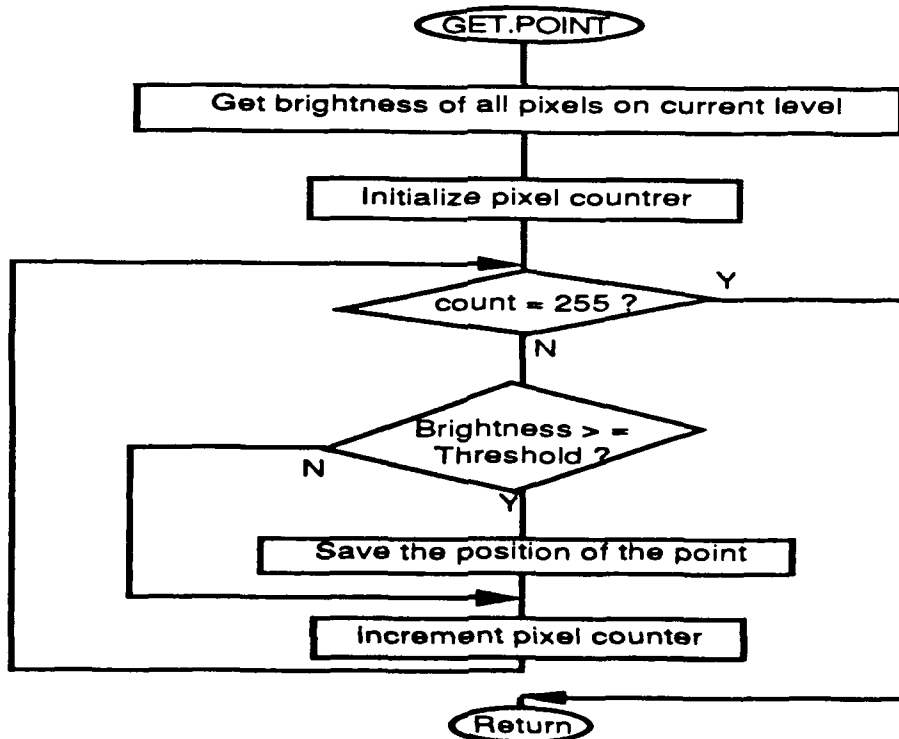 GET.POINT
Get brightness of all pixels on current level
Initialize pixel countrer
count = 255 ?
Y
N
Brightness > =
Threshold ?
N
Y
Save the position of the point
Increment pixel counter
Return